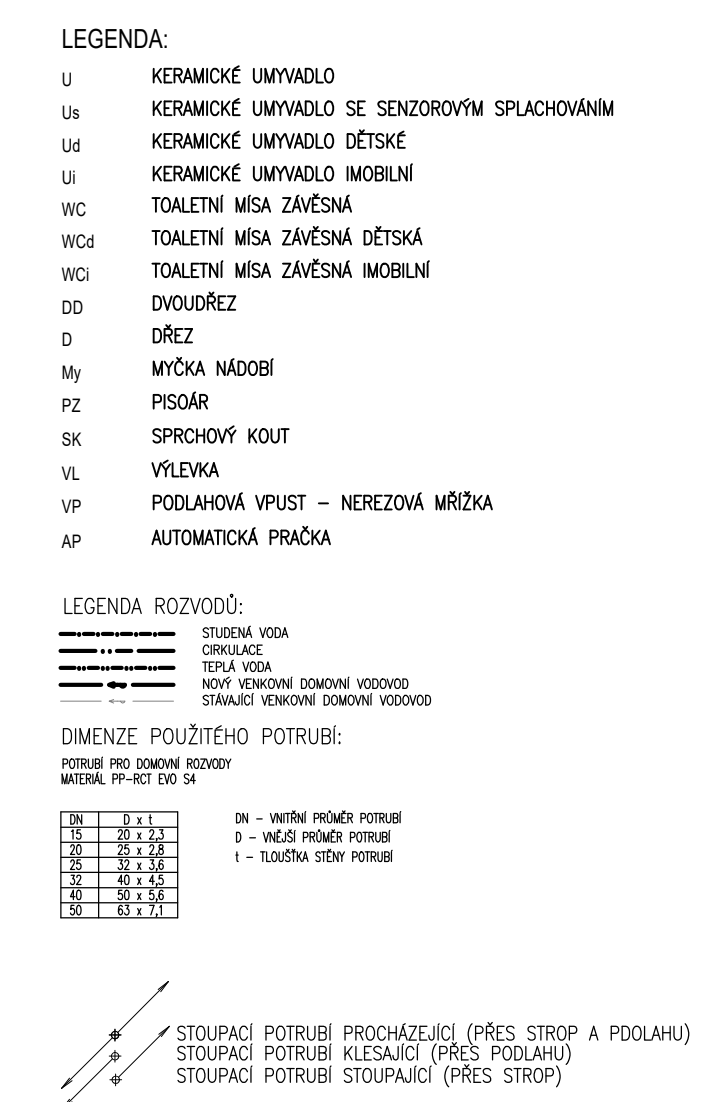 LEGENDA:
U KERAMICKÉ UMYVADLO
Us KERAMICKÉ UMYVADLO SE SENZOROVÝM SPLACHOVÁNÍM
Ud KERAMICKÉ UMYVADLO DĚTSKÉ
Ui KERAMICKÉ UMYVADLO IMOBILNÍ
WC TOALETNÍ MÍSA ZÁVĚSNÁ
WCd TOALETNÍ MÍSA ZÁVĚSNÁ DĚTSKÁ
WCi TOALETNÍ MÍSA ZÁVĚSNÁ IMOBILNÍ
DD DVOUDŘEZ
D DŘEZ
My MYČKA NÁDOBÍ
PZ PISOÁR
SK SPRCHOVÝ KOUT
VL VÝLEVKA
VP PODLAHOVÁ VPUST – NEREZOVÁ MŘÍŽKA
AP AUTOMATICKÁ PRAČKA
LEGENDA ROZVODŮ:
STUDENÁ VODA
CIRKULACE
TEPLÁ VODA
NOVÝ VENKOVNÍ DOMOVNÍ VODOVOD
STÁVAJÍCÍ VENKOVNÍ DOMOVNÍ VODOVOD
DIMENZE POUŽITÉHO POTRUBÍ:
POTRUBÍ PRO DOMOVNÍ ROZVODY
MATERIÁL PP-RCT EVO S4
DN D x t
15 20 x 2,3
20 25 x 2,8
25 32 x 3,6
32 40 x 4,5
40 50 x 5,6
50 63 x 7,1
DN – VNITŘNÍ PRŮMĚR POTRUBÍ
D – VNĚJŠÍ PRŮMĚR POTRUBÍ
t – TLOUŠŤKA STĚNY POTRUBÍ
STOUPACÍ POTRUBÍ PROCHÁZEJÍCÍ (PŘES STROP A PDOLAHU)
STOUPACÍ POTRUBÍ KLESAJÍCÍ (PŘES PODLAHU)
STOUPACÍ POTRUBÍ STOUPAJÍCÍ (PŘES STROP)